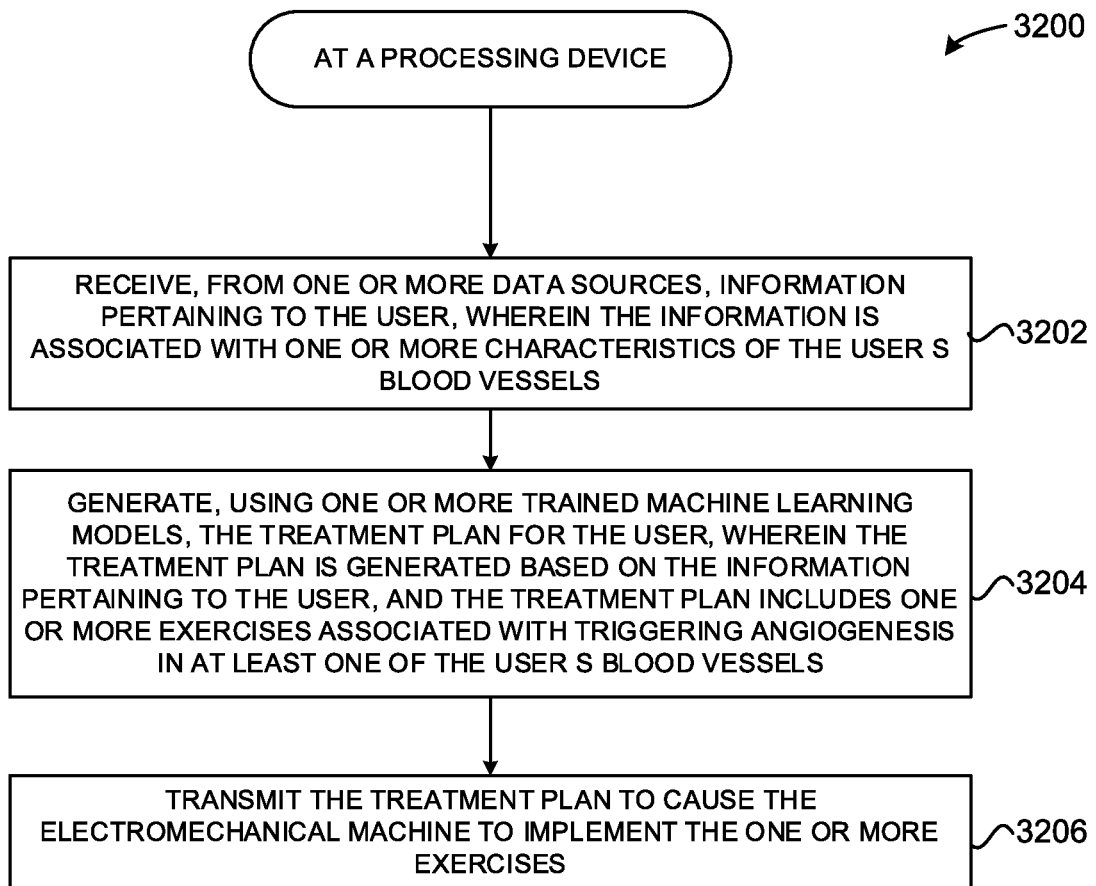 3200
AT A PROCESSING DEVICE
RECEIVE, FROM ONE OR MORE DATA SOURCES, INFORMATION
PERTAINING TO THE USER, WHEREIN THE INFORMATION IS
ASSOCIATED WITH ONE OR MORE CHARACTERISTICS OF THE USER S
BLOOD VESSELS
3202
GENERATE, USING ONE OR MORE TRAINED MACHINE LEARNING
MODELS, THE TREATMENT PLAN FOR THE USER, WHEREIN THE
TREATMENT PLAN IS GENERATED BASED ON THE INFORMATION
PERTAINING TO THE USER, AND THE TREATMENT PLAN INCLUDES ONE
OR MORE EXERCISES ASSOCIATED WITH TRIGGERING ANGIOGENESIS
IN AT LEAST ONE OF THE USER S BLOOD VESSELS
3204
TRANSMIT THE TREATMENT PLAN TO CAUSE THE
ELECTROMECHANICAL MACHINE TO IMPLEMENT THE ONE OR MORE
EXERCISES
3206